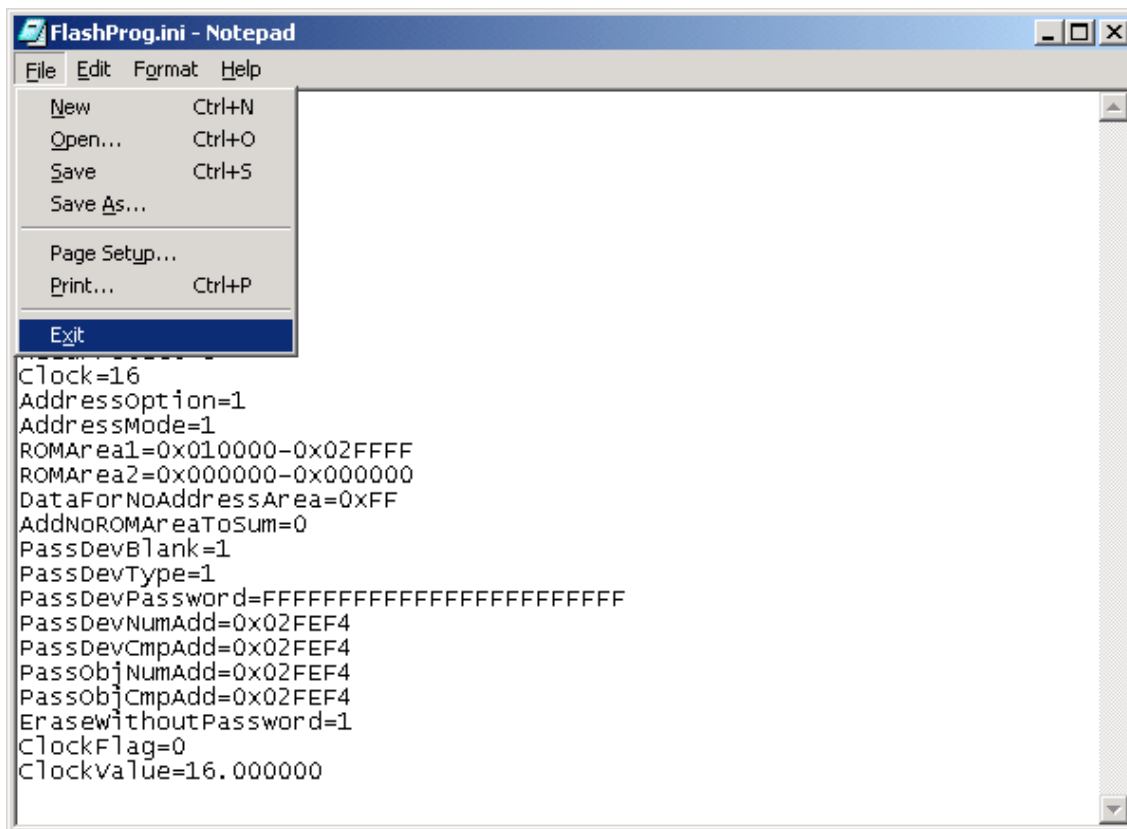 FlashProg.ini - Notepad
File Edit Format Help
New Ctrl+N
Open... Ctrl+O
Save Ctrl+S
Save As...
Page Setup...
Print... Ctrl+P
Exit
Clock=16
AddressOption=1
AddressMode=1
ROMArea1=0x010000-0x02FFFF
ROMArea2=0x000000-0x000000
DataForNoAddressArea=0xFF
AddNoROMAreaToSum=0
PassDevBlank=1
PassDevType=1
PassDevPassword=FFFFFFFFFFFFFFFFFFFFFFFF
PassDevNumAdd=0x02FEF4
PassDevCmpAdd=0x02FEF4
PassObjNumAdd=0x02FEF4
PassObjCmpAdd=0x02FEF4
EraseWithoutPassword=1
ClockFlag=0
ClockValue=16.000000